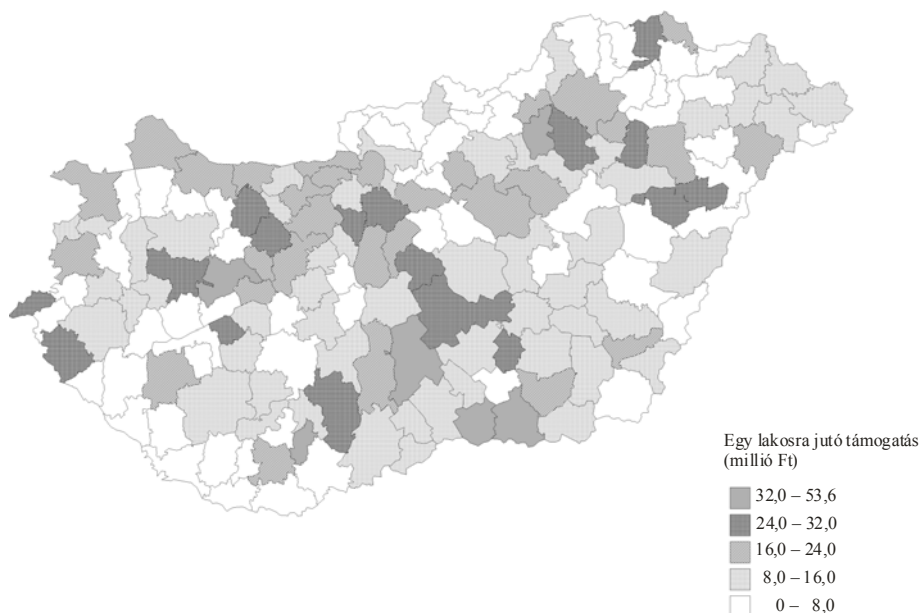 Egy lakosra jutó támogatás
(millió Ft)
32,0 – 53,6
24,0 – 32,0
16,0 – 24,0
8,0 – 16,0
0 – 8,0